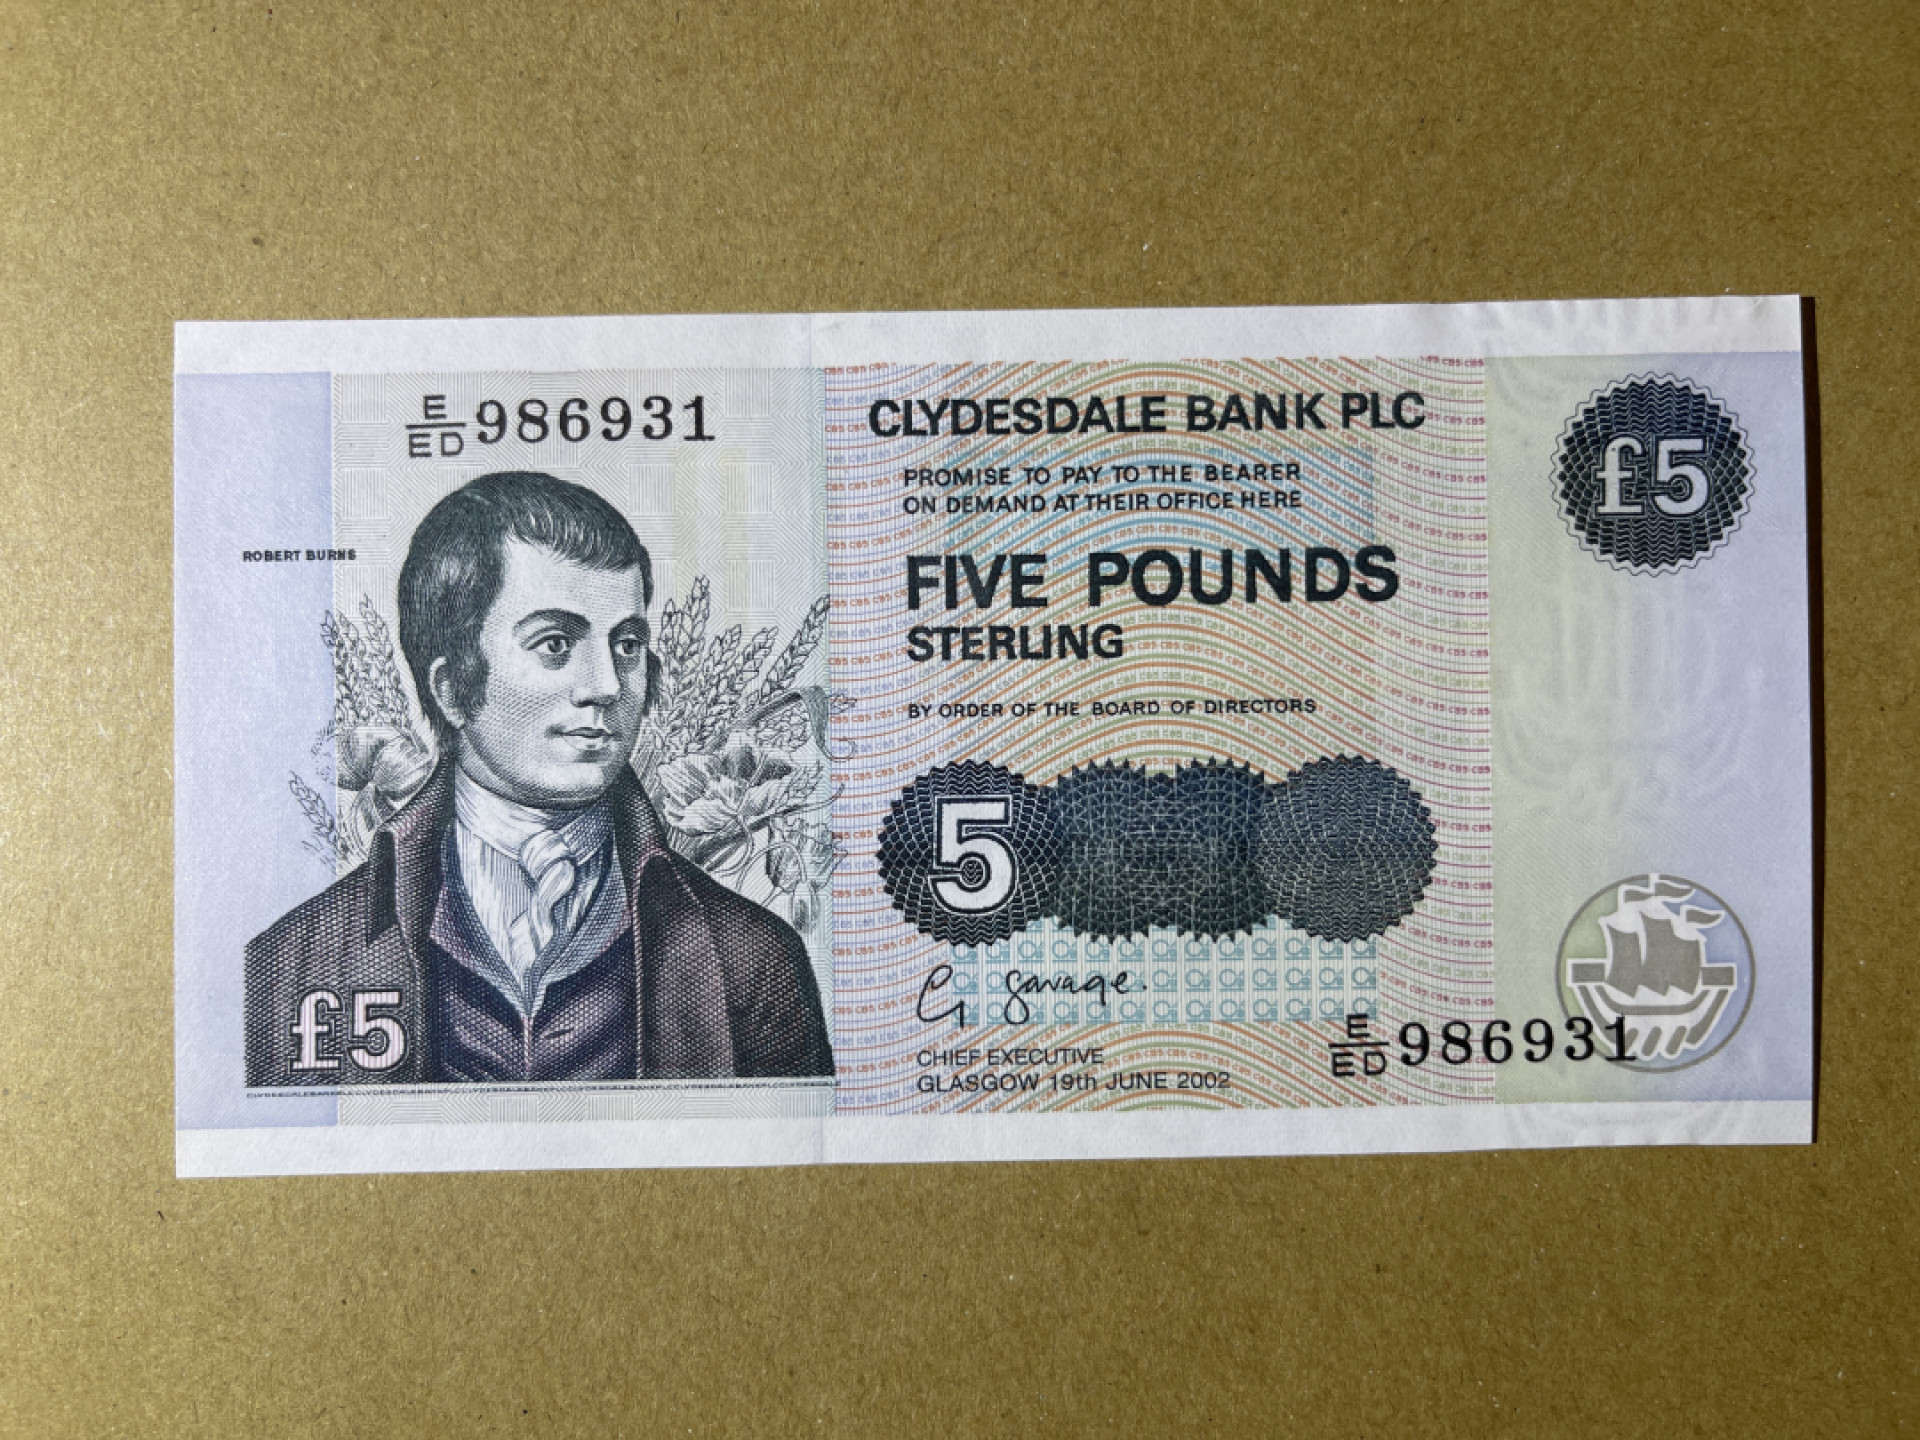 E
ED 986931
CLYDESDALE BANK PLC
PROMISE TO PAY TO THE BEARER
ON DEMAND AT THEIR OFFICE HERE
ROBERT BURNS
FIVE POUNDS
STERLING
BY ORDER OF THE BOARD OF DIRECTORS
£5
5
G Savage.
CHIEF EXECUTIVE
GLASGOW 19th JUNE 2002
£5
E
ED 986931